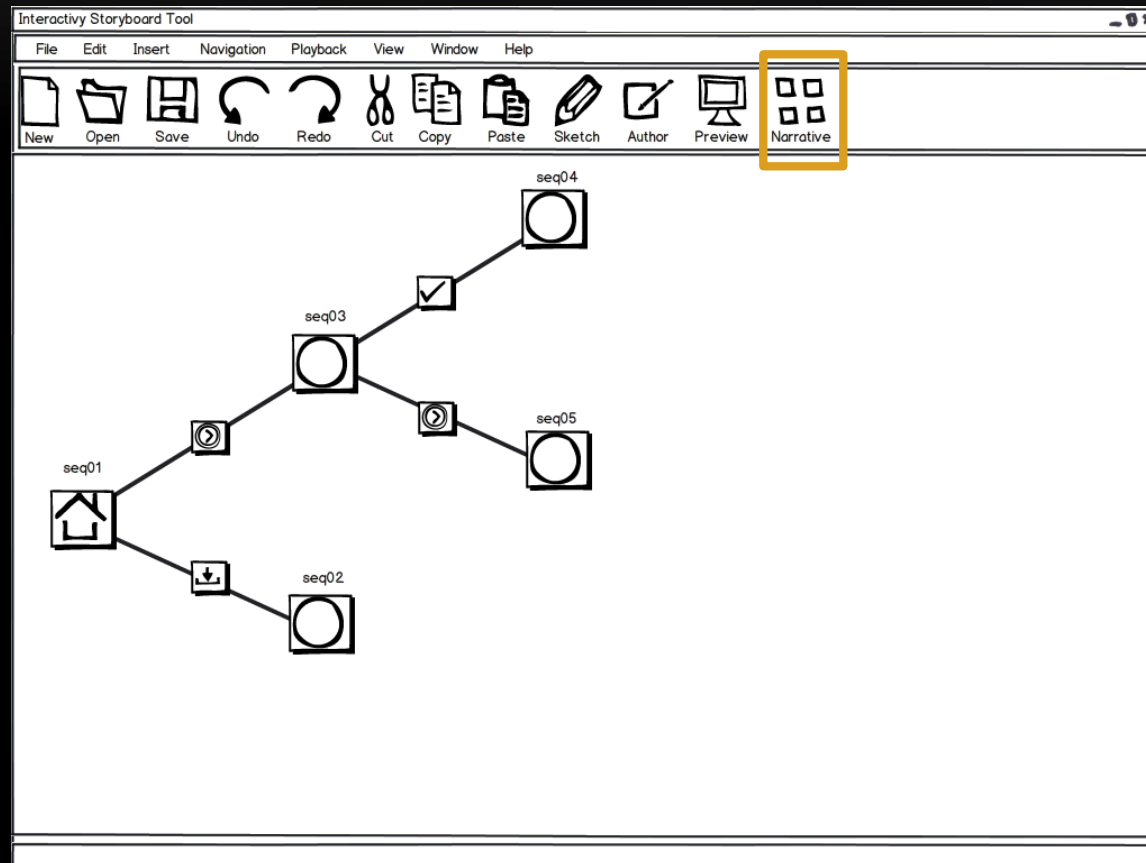 Interactivy Storyboard Tool
File Edit Insert Navigation Playback View Window Help
New Open Save Undo Redo Cut Copy Paste Sketch Author Preview Narrative
seq04
seq03
seq05
seq01
seq02